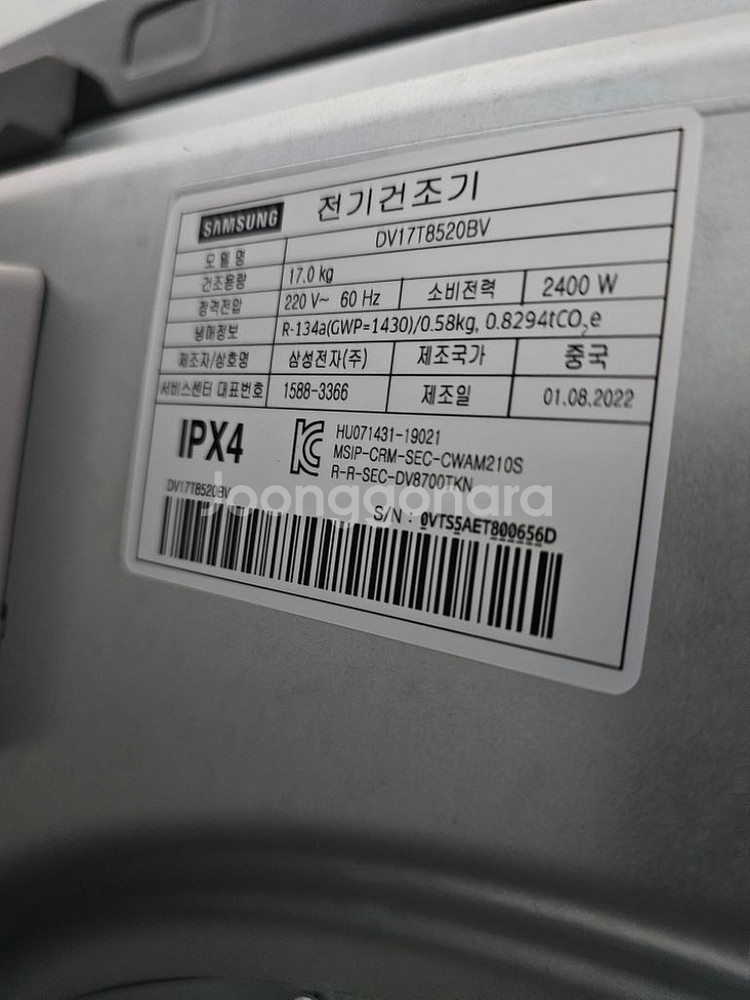 SAMSUNG 전기건조기
모델명 DV17T8520BV
건조용량 17.0 kg
정격전압 220 V~ 60 Hz 소비전력 2400 W
냉매정보 R-134a(GWP=1430)/0.58kg, 0.8294tCO₂e
제조자/상호명 삼성전자(주) 제조국가 중국
서비스센터 대표번호 1588-3366 제조일 01.08.2022
IPX4
HU071431-19021
MSIP-CRM-SEC-CWAM210S
R-R-SEC-DV8700TKN
DV17T8520BV
Joonggonara
S/N : 0VTS5AET800656D